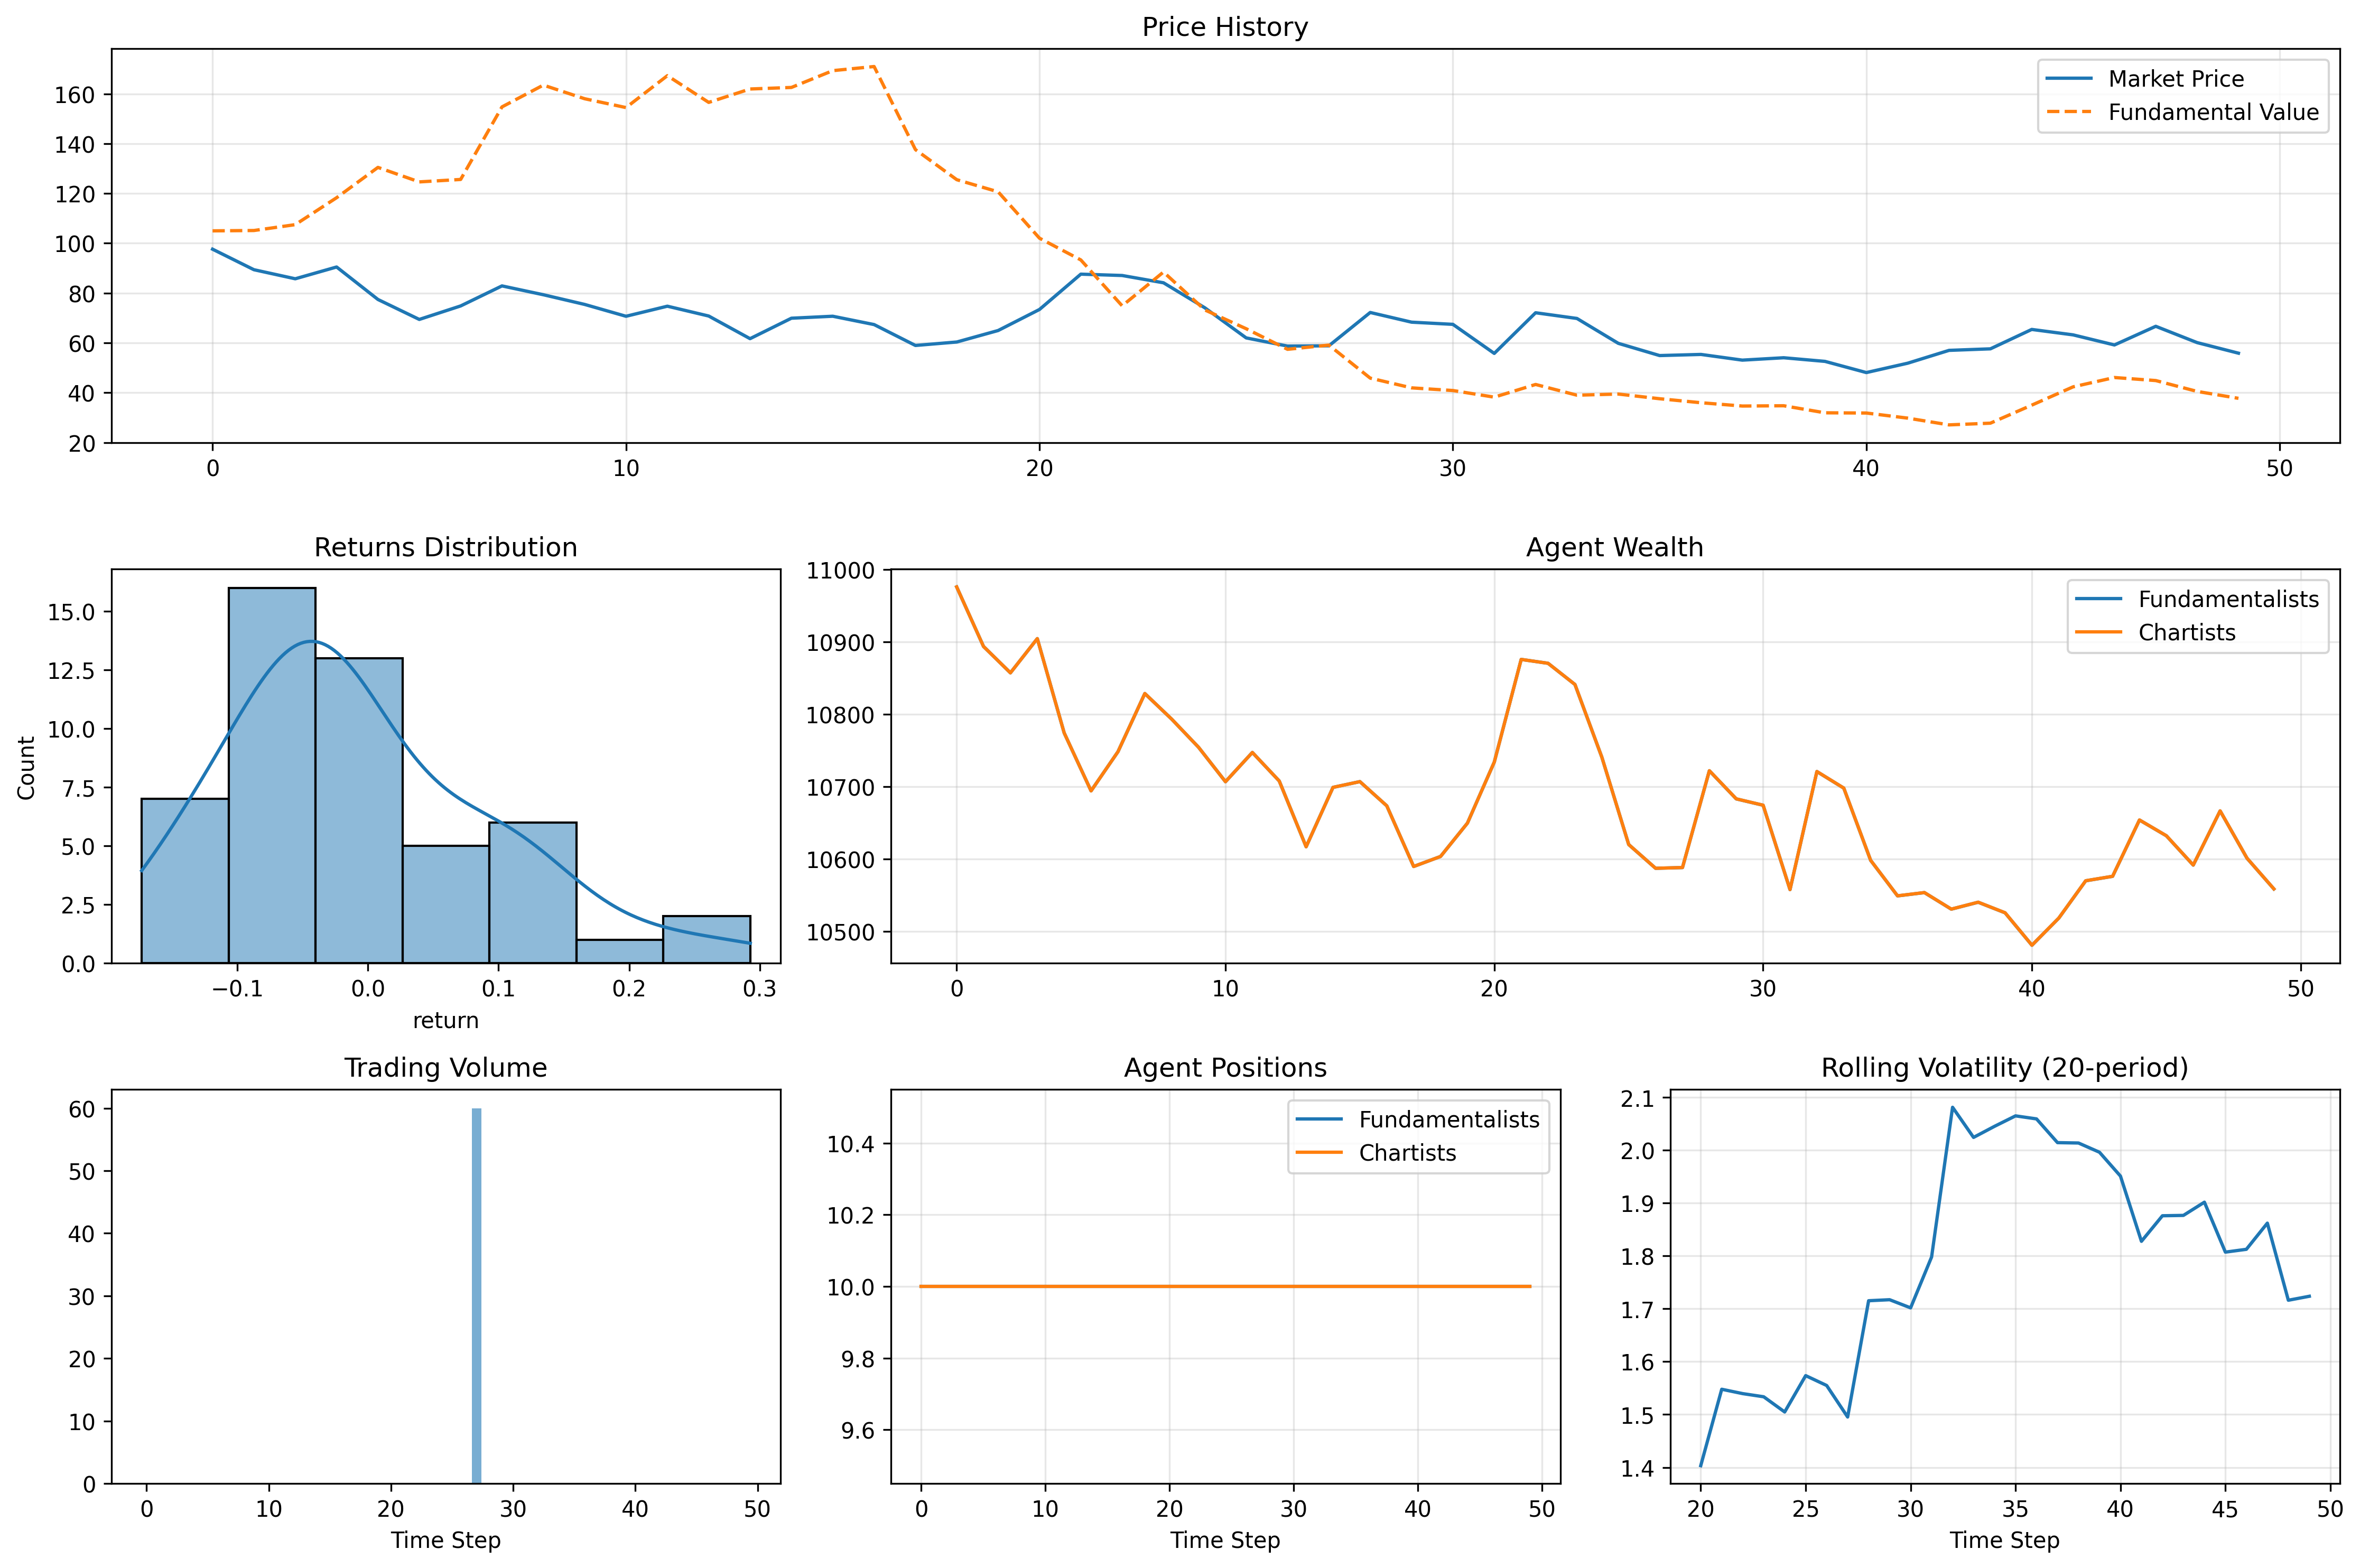 Price History
160
140
120
100
80
60
40
20
Market Price
Fundamental Value
0 10 20 30 40 50
Returns Distribution
Count
15.0
12.5
10.0
7.5
5.0
2.5
0.0
−0.1 0.0 0.1 0.2 0.3
return
Agent Wealth
11000
10900
10800
10700
10600
10500
Fundamentalists
Chartists
0 10 20 30 40 50
Trading Volume
60
50
40
30
20
10
0
0 10 20 30 40 50
Time Step
Agent Positions
10.4
10.2
10.0
9.8
9.6
Fundamentalists
Chartists
0 10 20 30 40 50
Time Step
Rolling Volatility (20-period)
2.1
2.0
1.9
1.8
1.7
1.6
1.5
1.4
20 25 30 35 40 45 50
Time Step